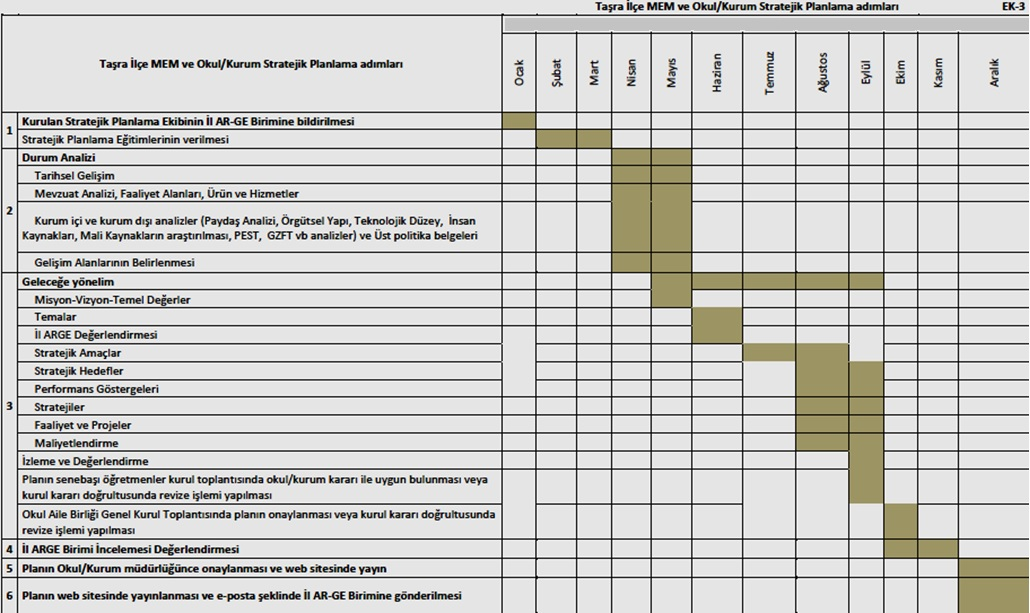 Taşra İlçe MEM ve Okul/Kurum Stratejik Planlama adımları EK-3
Taşra İlçe MEM ve Okul/Kurum Stratejik Planlama adımları
Ocak
Şubat
Mart
Nisan
Mayıs
Haziran
Temmuz
Ağustos
Eylül
Ekim
Kasım
Aralık
1
Kurulan Stratejik Planlama Ekibinin İl AR-GE Birimine bildirilmesi
Stratejik Planlama Eğitimlerinin verilmesi
2
Durum Analizi
Tarihsel Gelişim
Mevzuat Analizi, Faaliyet Alanları, Ürün ve Hizmetler
Kurum içi ve kurum dışı analizler (Paydaş Analizi, Örgütsel Yapı, Teknolojik Düzey, İnsan
Kaynakları, Mali Kaynakların araştırılması, PEST, GZFT vb analizler) ve Üst politika belgeleri
Gelişim Alanlarının Belirlenmesi
3
Geleceğe yönelim
Misyon-Vizyon-Temel Değerler
Temalar
İl ARGE Değerlendirmesi
Stratejik Amaçlar
Stratejik Hedefler
Performans Göstergeleri
Stratejiler
Faaliyet ve Projeler
Maliyetlendirme
İzleme ve Değerlendirme
Planın senebaşı öğretmenler kurul toplantısında okul/kurum kararı ile uygun bulunması veya
kurul kararı doğrultusunda revize işlemi yapılması
Okul Aile Birliği Genel Kurul Toplantısında planın onaylanması veya kurul kararı doğrultusunda
revize işlemi yapılması
4 İl ARGE Birimi İncelemesi Değerlendirmesi
5 Planın Okul/Kurum müdürlüğünce onaylanması ve web sitesinde yayın
6 Planın web sitesinde yayınlanması ve e-posta şeklinde İl AR-GE Birimine gönderilmesi